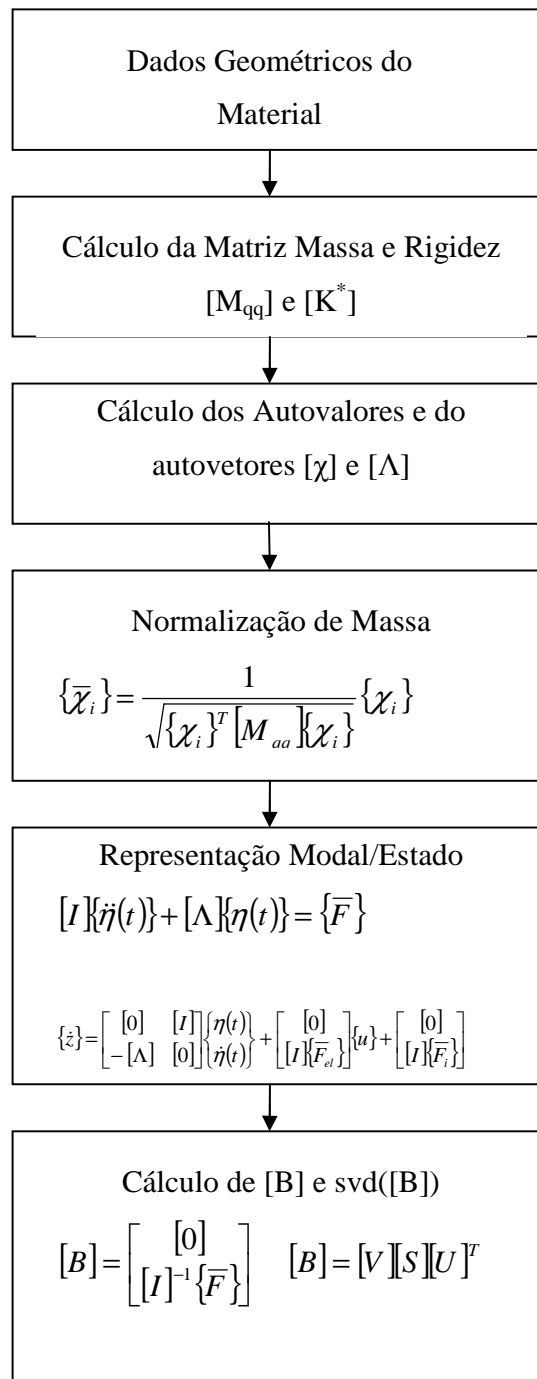 Dados Geométricos do
Material
Cálculo da Matriz Massa e Rigidez
[M_qq] e [K^*]
Cálculo dos Autovalores e do
autovetores [χ] e [Λ]
Normalização de Massa
{χ̅_i} = 1 / √({χ_i}^T [M_qq]{χ_i}) {χ_i}
Representação Modal/Estado
[I]{η̈(t)} + [Λ]{η(t)} = {F̅}
{ż} = [[0] [I]; -[Λ] [0]] {η(t); η̇(t)} + [[0]; [I]{F̅_el}] {u} + [[0]; [I]{F̅_i}]
Cálculo de [B] e svd([B])
[B] = [[0]; [I]^-1 {F̅}] [B] = [V][S][U]^T